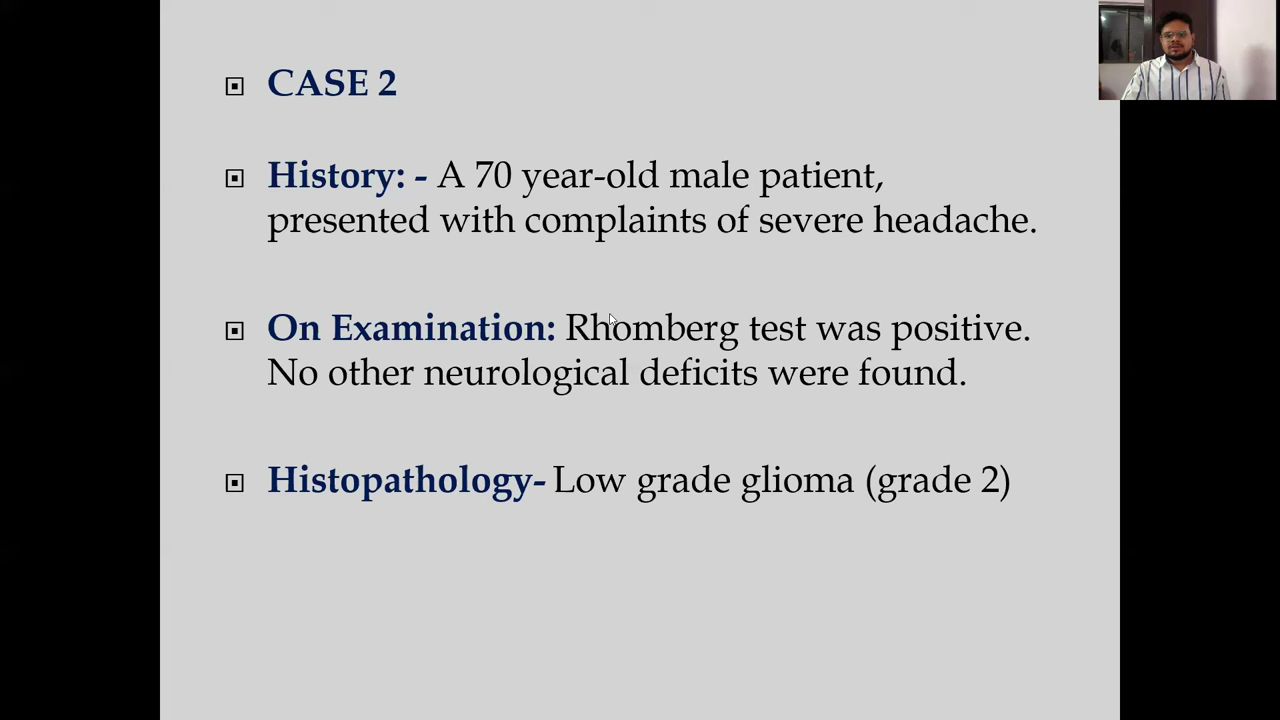 CASE 2
History: - A 70 year-old male patient,
presented with complaints of severe headache.
On Examination: Rhomberg test was positive.
No other neurological deficits were found.
Histopathology- Low grade glioma (grade 2)